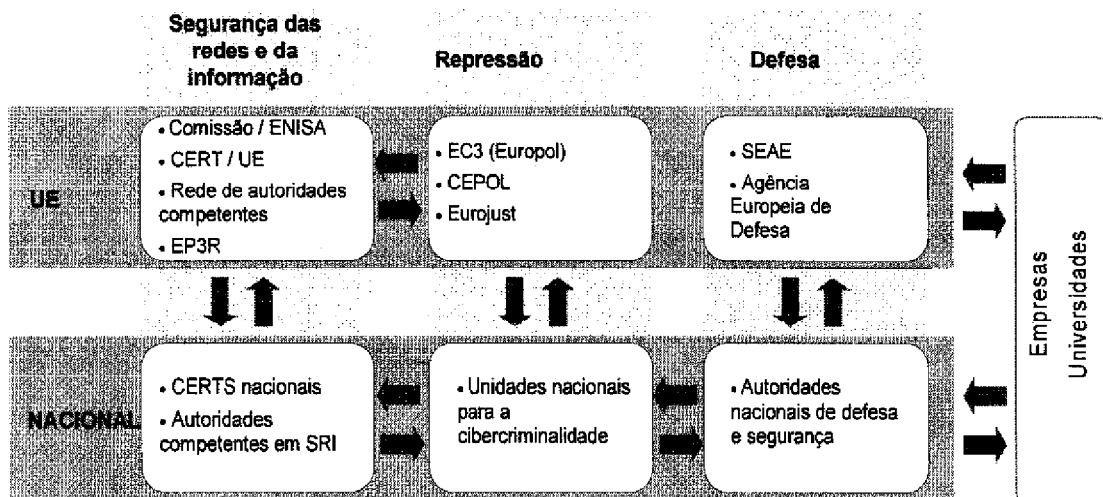 Segurança das
redes e da
informação
Repressão
Defesa
UE
• Comissão / ENISA
• CERT / UE
• Rede de autoridades
competentes
• EP3R
• EC3 (Europol)
• CEPOL
• Eurojust
• SEAE
• Agência
Europeia de
Defesa
NACIONAL
• CERTS nacionais
• Autoridades
competentes em SRI
• Unidades nacionais
para a
cibercriminalidade
• Autoridades
nacionais de defesa
e segurança
Empresas
Universidades